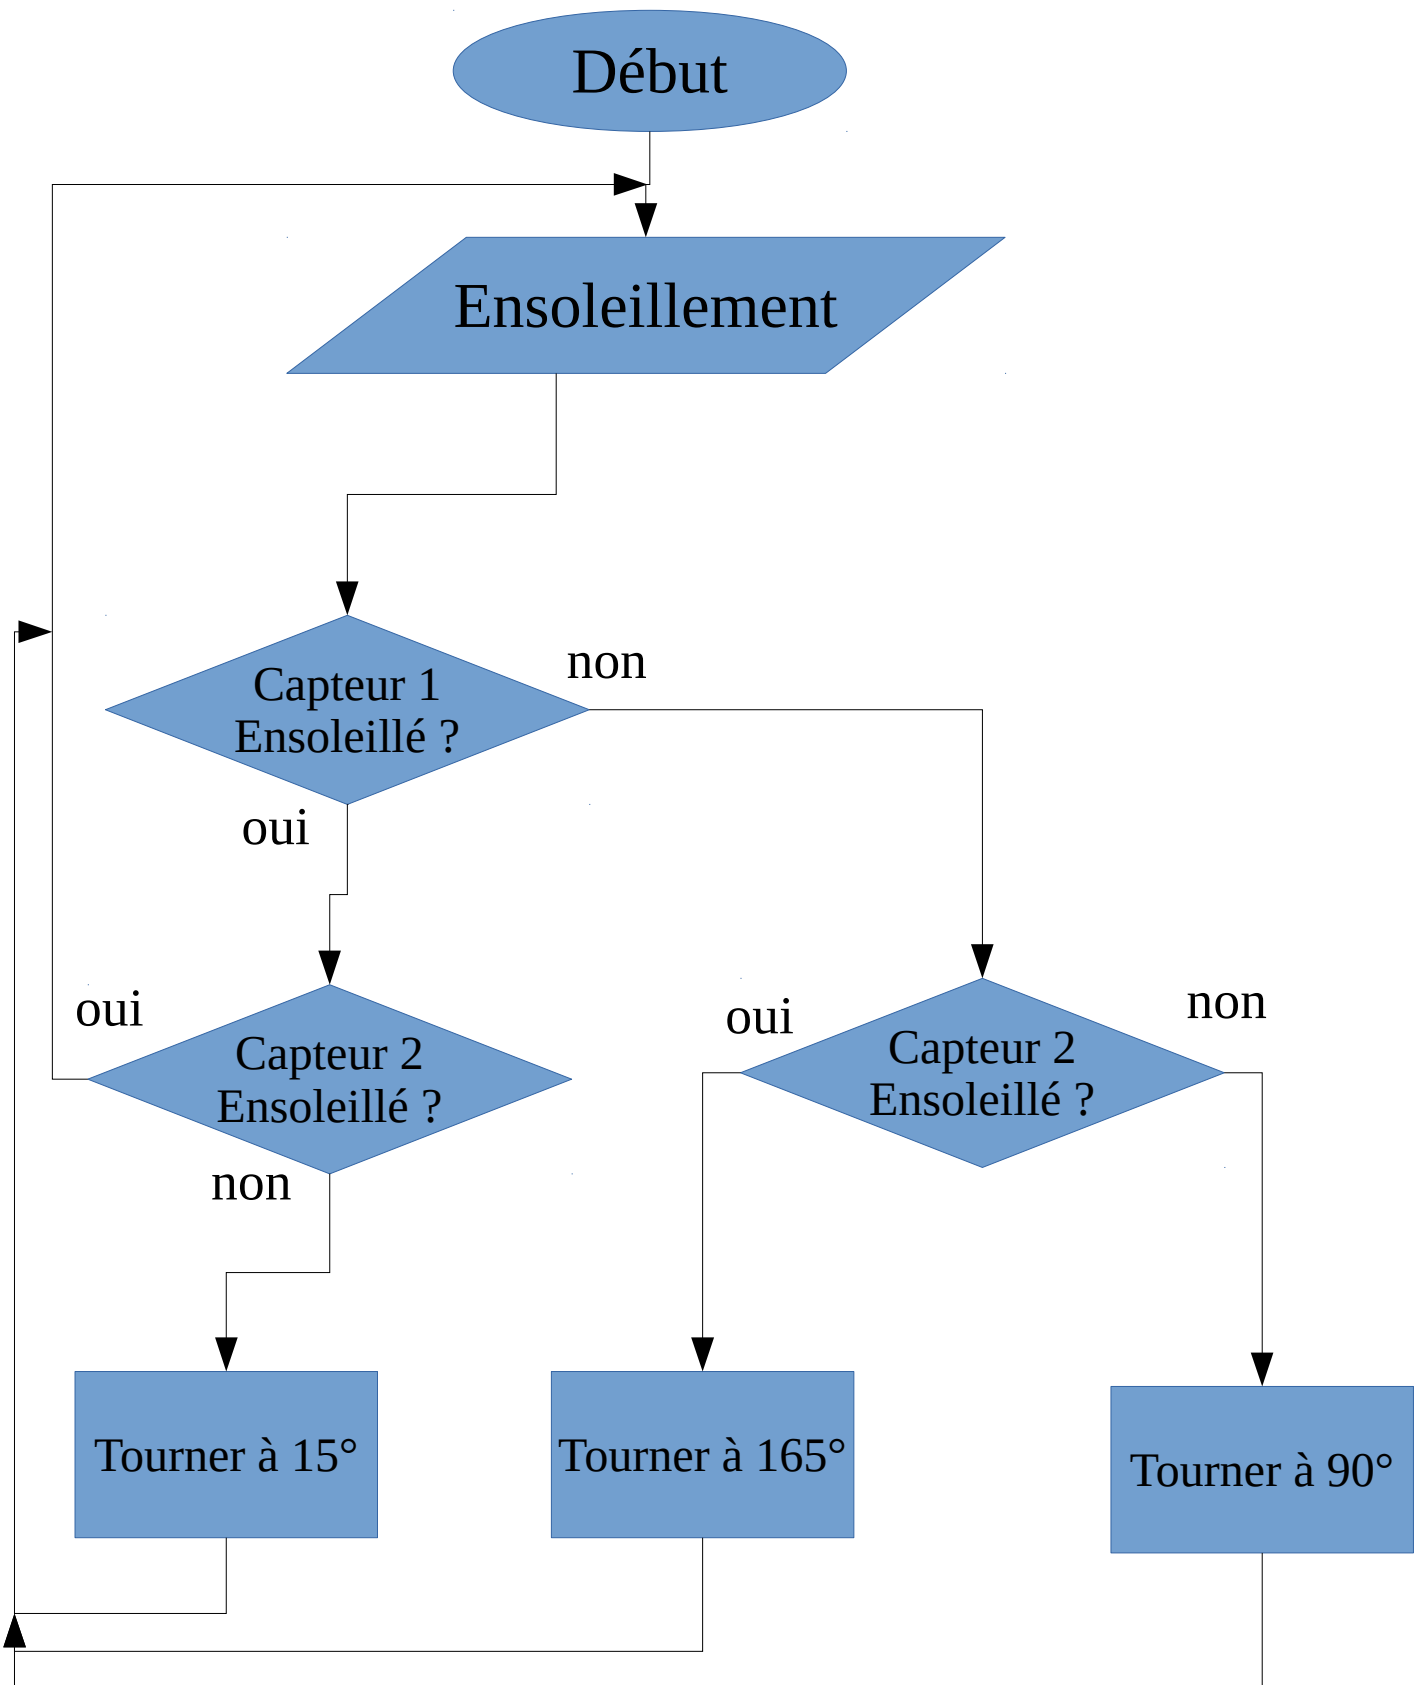 Début
Ensoleillement
Capteur 1
Ensoleillé ?
non
oui
oui
Capteur 2
Ensoleillé ?
non
oui
Capteur 2
Ensoleillé ?
non
Tourner à 15°
Tourner à 165°
Tourner à 90°